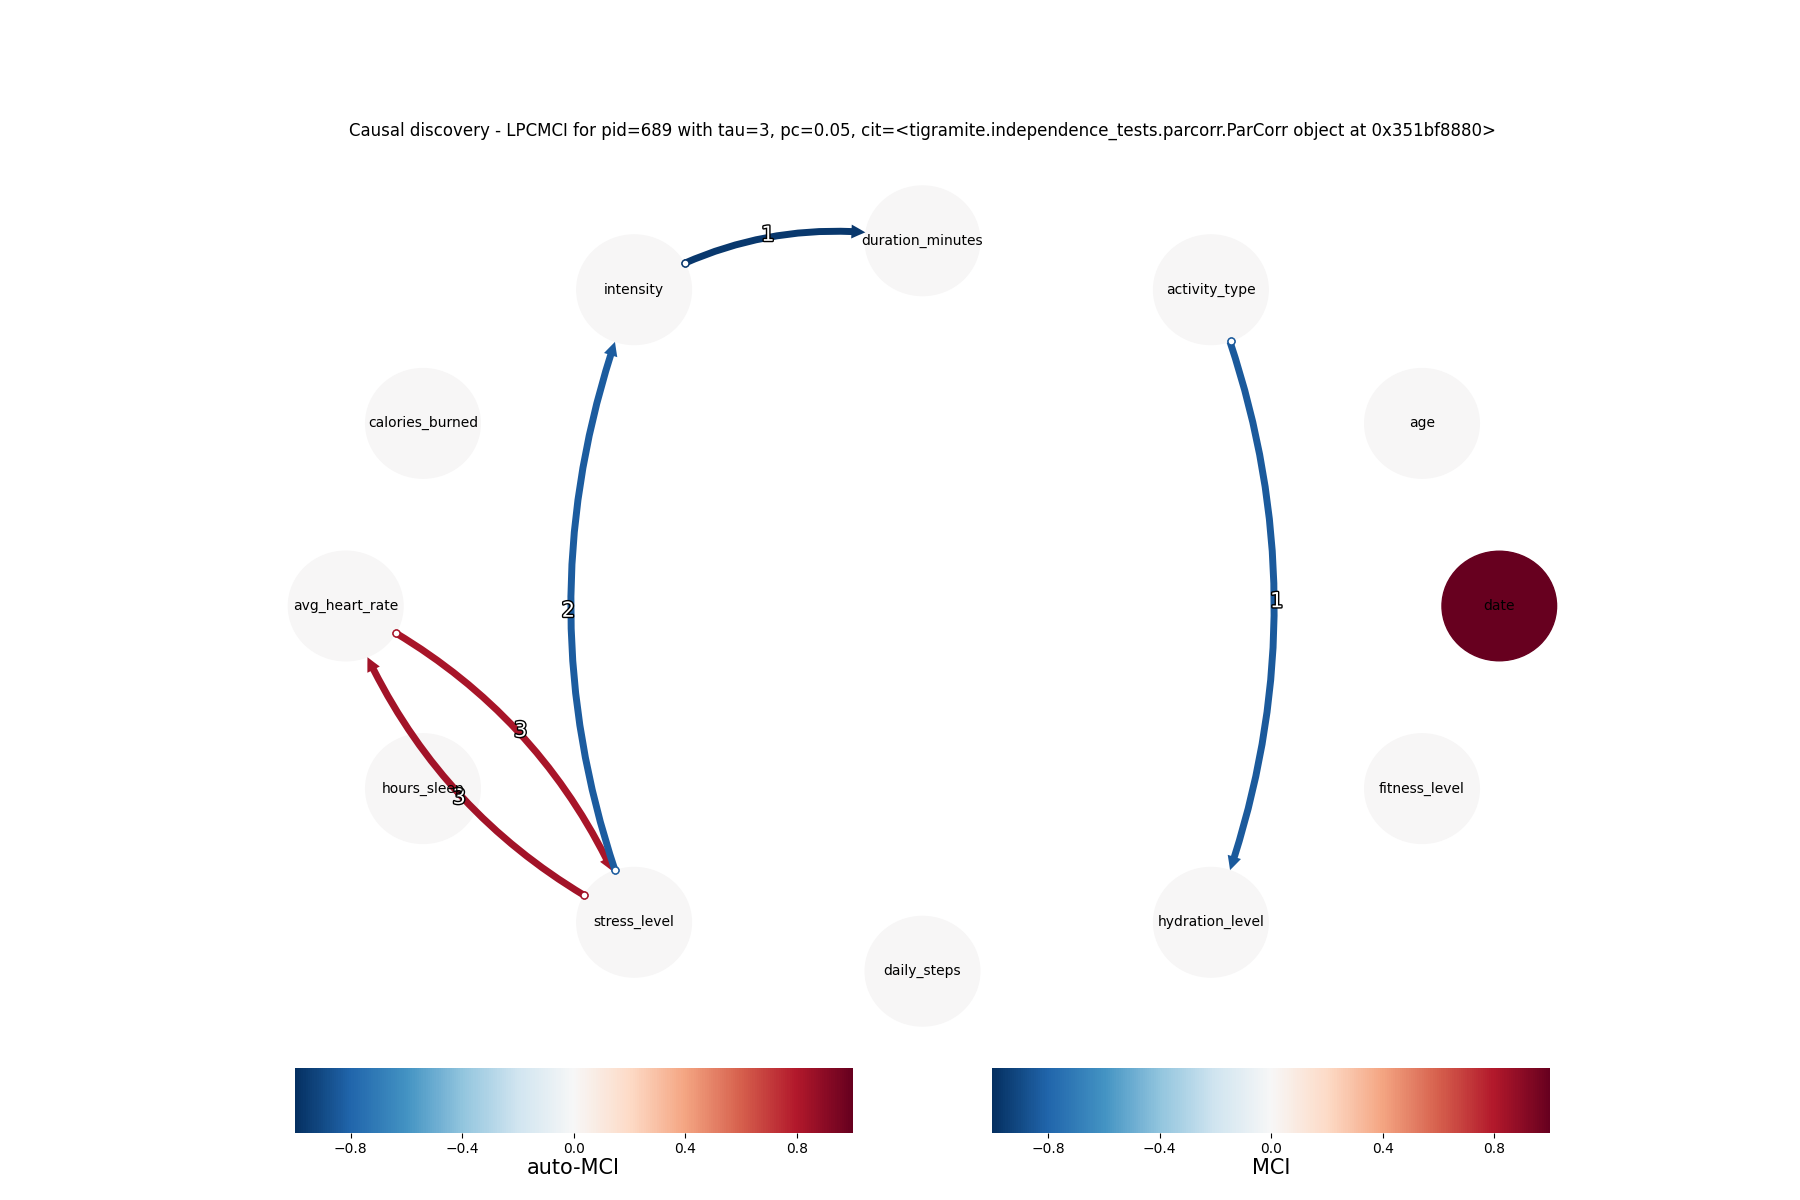 Causal discovery - LPCMCI for pid=689 with tau=3, pc=0.05, cit=<tigramite.independence_tests.parcorr.ParCorr object at 0x351bf8880>
1
duration_minutes
intensity
activity_type
calories_burned
age
avg_heart_rate
2
1
date
3
hours_sleep
3
fitness_level
stress_level
hydration_level
daily_steps
−0.8 −0.4 0.0 0.4 0.8
auto-MCI
−0.8 −0.4 0.0 0.4 0.8
MCI